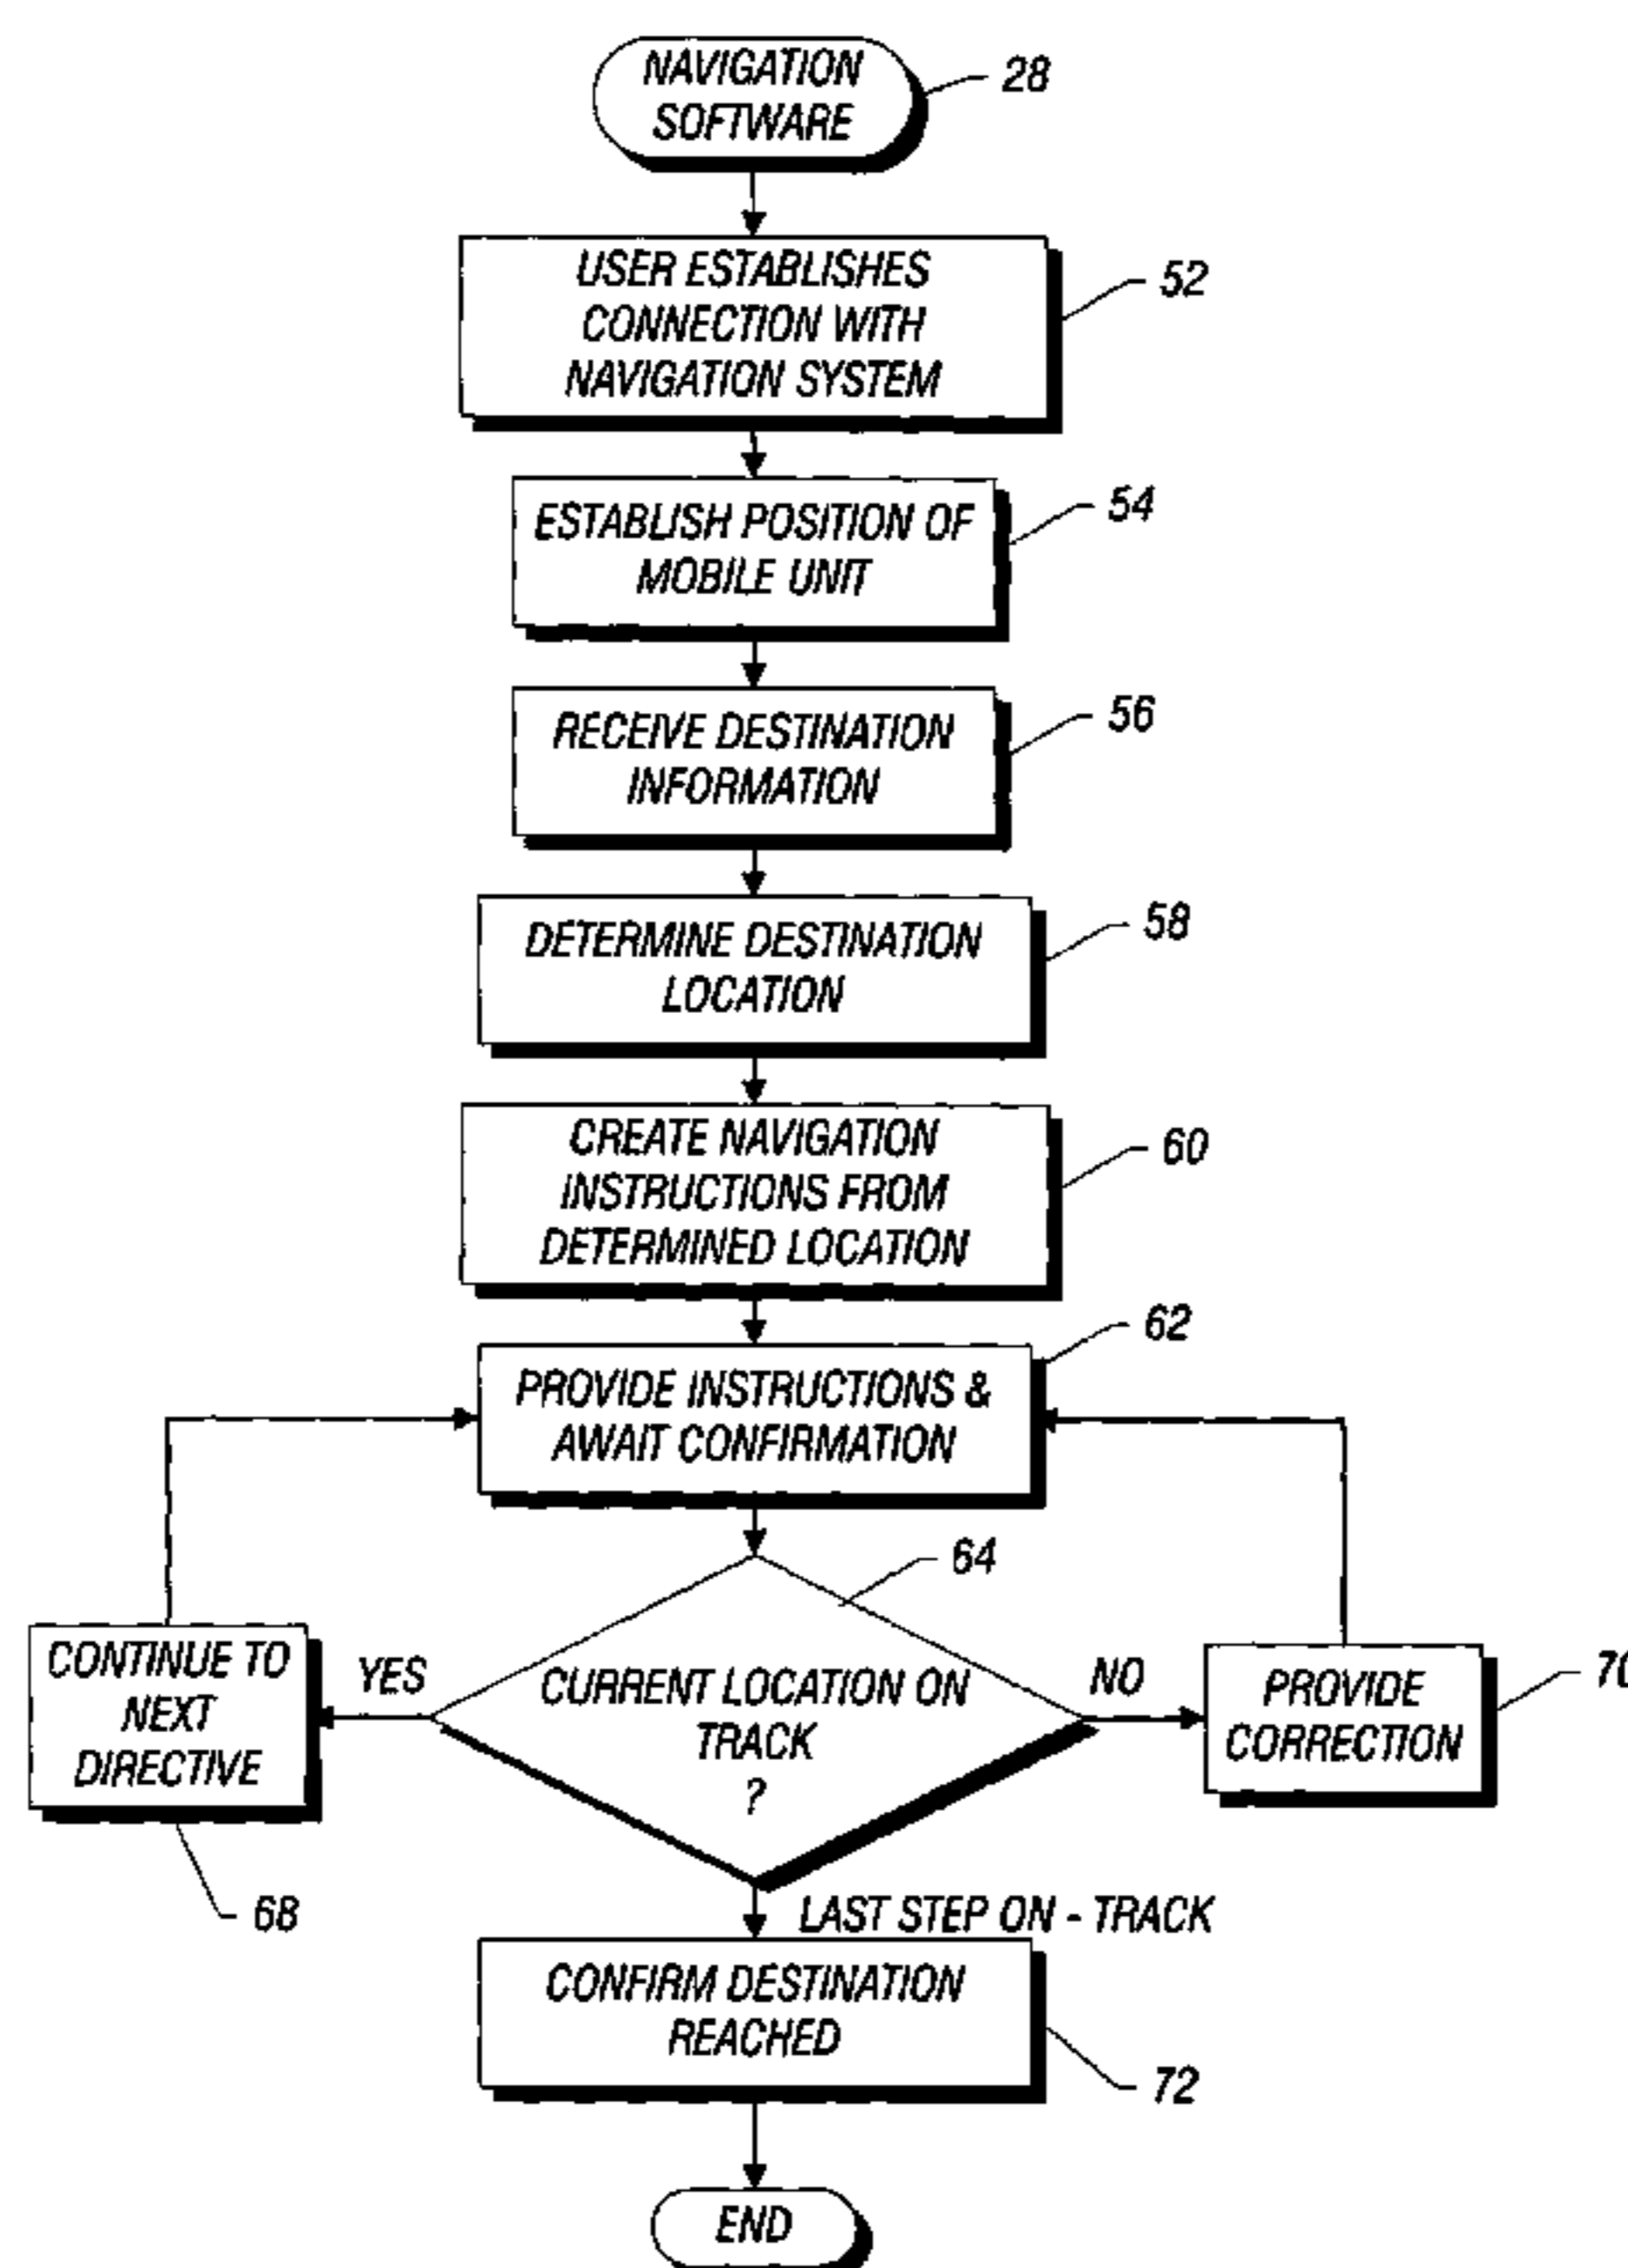 NAVIGATION
SOFTWARE
28
USER ESTABLISHES
CONNECTION WITH
NAVIGATION SYSTEM
52
ESTABLISH POSITION OF
MOBILE UNIT
54
RECEIVE DESTINATION
INFORMATION
56
DETERMINE DESTINATION
LOCATION
58
CREATE NAVIGATION
INSTRUCTIONS FROM
DETERMINED LOCATION
60
PROVIDE INSTRUCTIONS &
AWAIT CONFIRMATION
62
64
CONTINUE TO
NEXT
DIRECTIVE
68
YES
CURRENT LOCATION ON
TRACK
?
NO
PROVIDE
CORRECTION
70
LAST STEP ON - TRACK
CONFIRM DESTINATION
REACHED
72
END